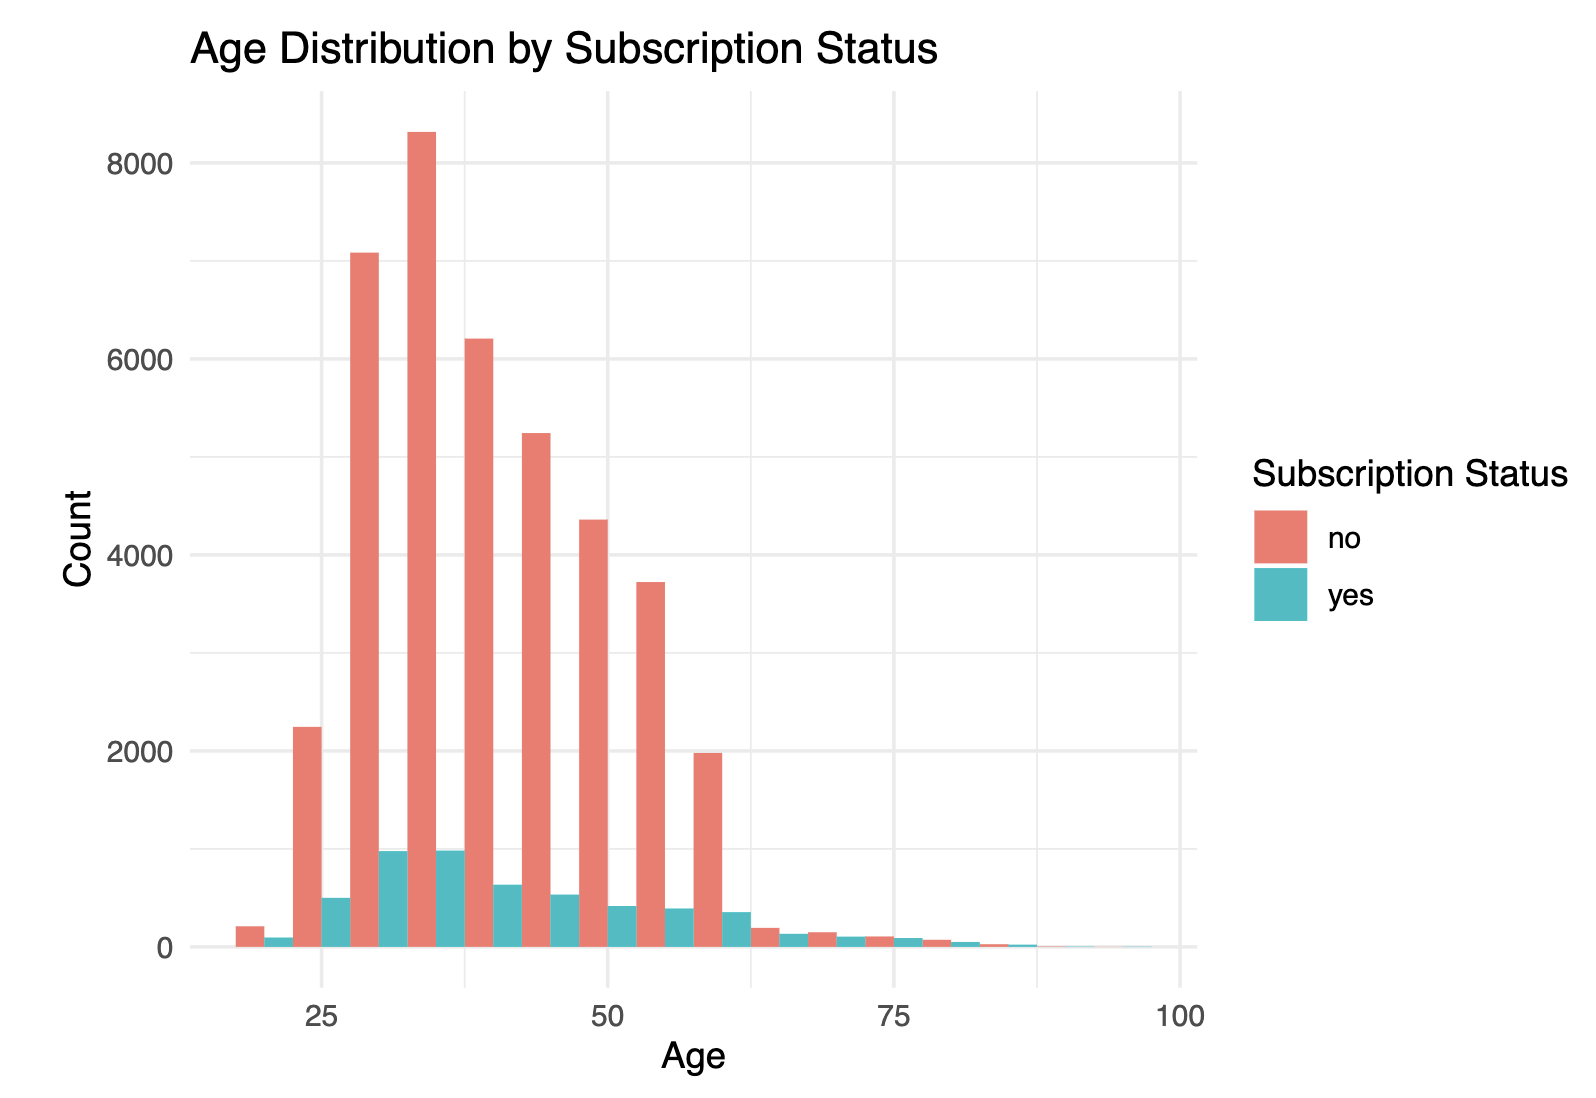 Age Distribution by Subscription Status
Count
8000
6000
4000
2000
0
25 50 75 100
Age
Subscription Status
no
yes